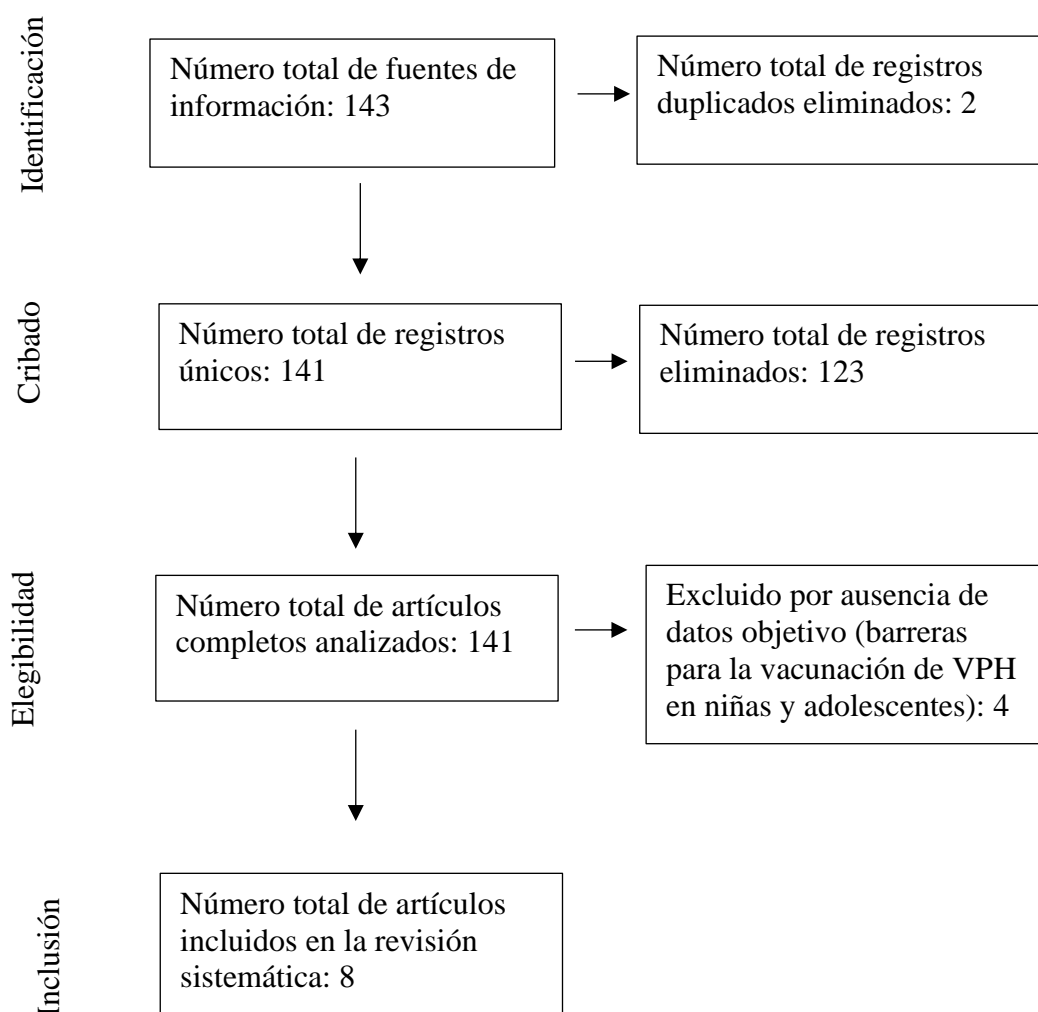 Identificación
Número total de fuentes de
información: 143
Número total de registros
duplicados eliminados: 2
Cribado
Número total de registros
únicos: 141
Número total de registros
eliminados: 123
Elegibilidad
Número total de artículos
completos analizados: 141
Excluido por ausencia de
datos objetivo (barreras
para la vacunación de VPH
en niñas y adolescentes): 4
Inclusión
Número total de artículos
incluidos en la revisión
sistemática: 8